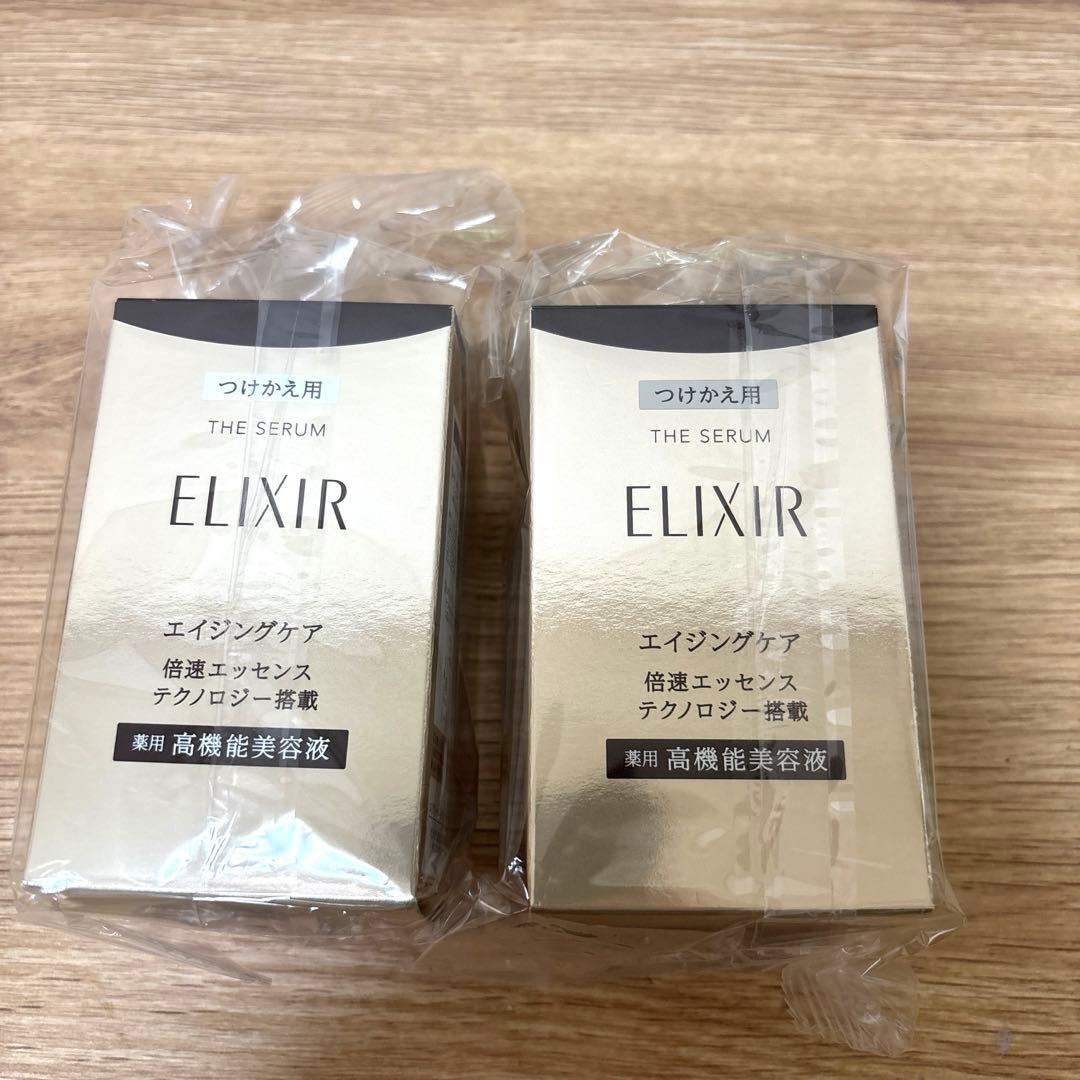 つけかえ用
THE SERUM
ELIXIR
エイジングケア
倍速エッセンス
テクノロジー搭載
薬用 高機能美容液
つけかえ用
THE SERUM
ELIXIR
エイジングケア
倍速エッセンス
テクノロジー搭載
薬用 高機能美容液